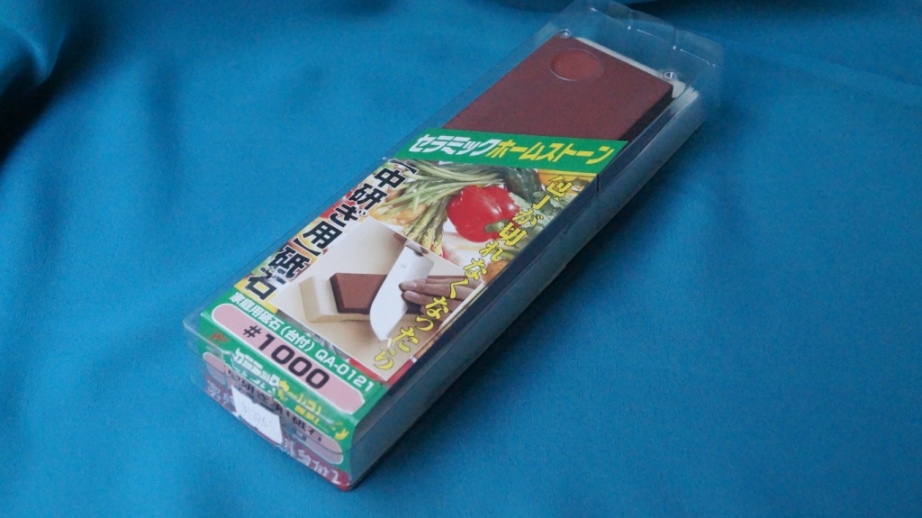 セラミックホームストーン
包丁が切れなくなったら
(中研ぎ用)砥石
家庭用砥石(台付)QA-0121
#1000